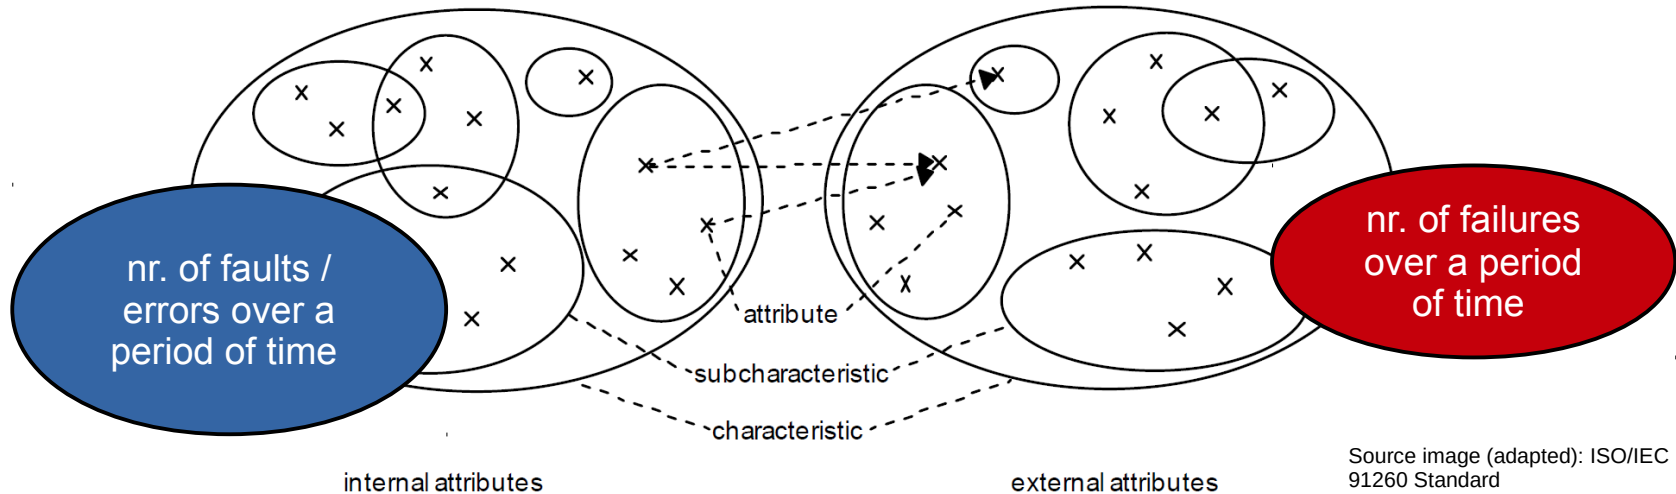 nr. of faults /
errors over a
period of time
nr. of failures
over a period
of time
attribute
subcharacteristic
characteristic
internal attributes
external attributes
Source image (adapted): ISO/IEC
91260 Standard